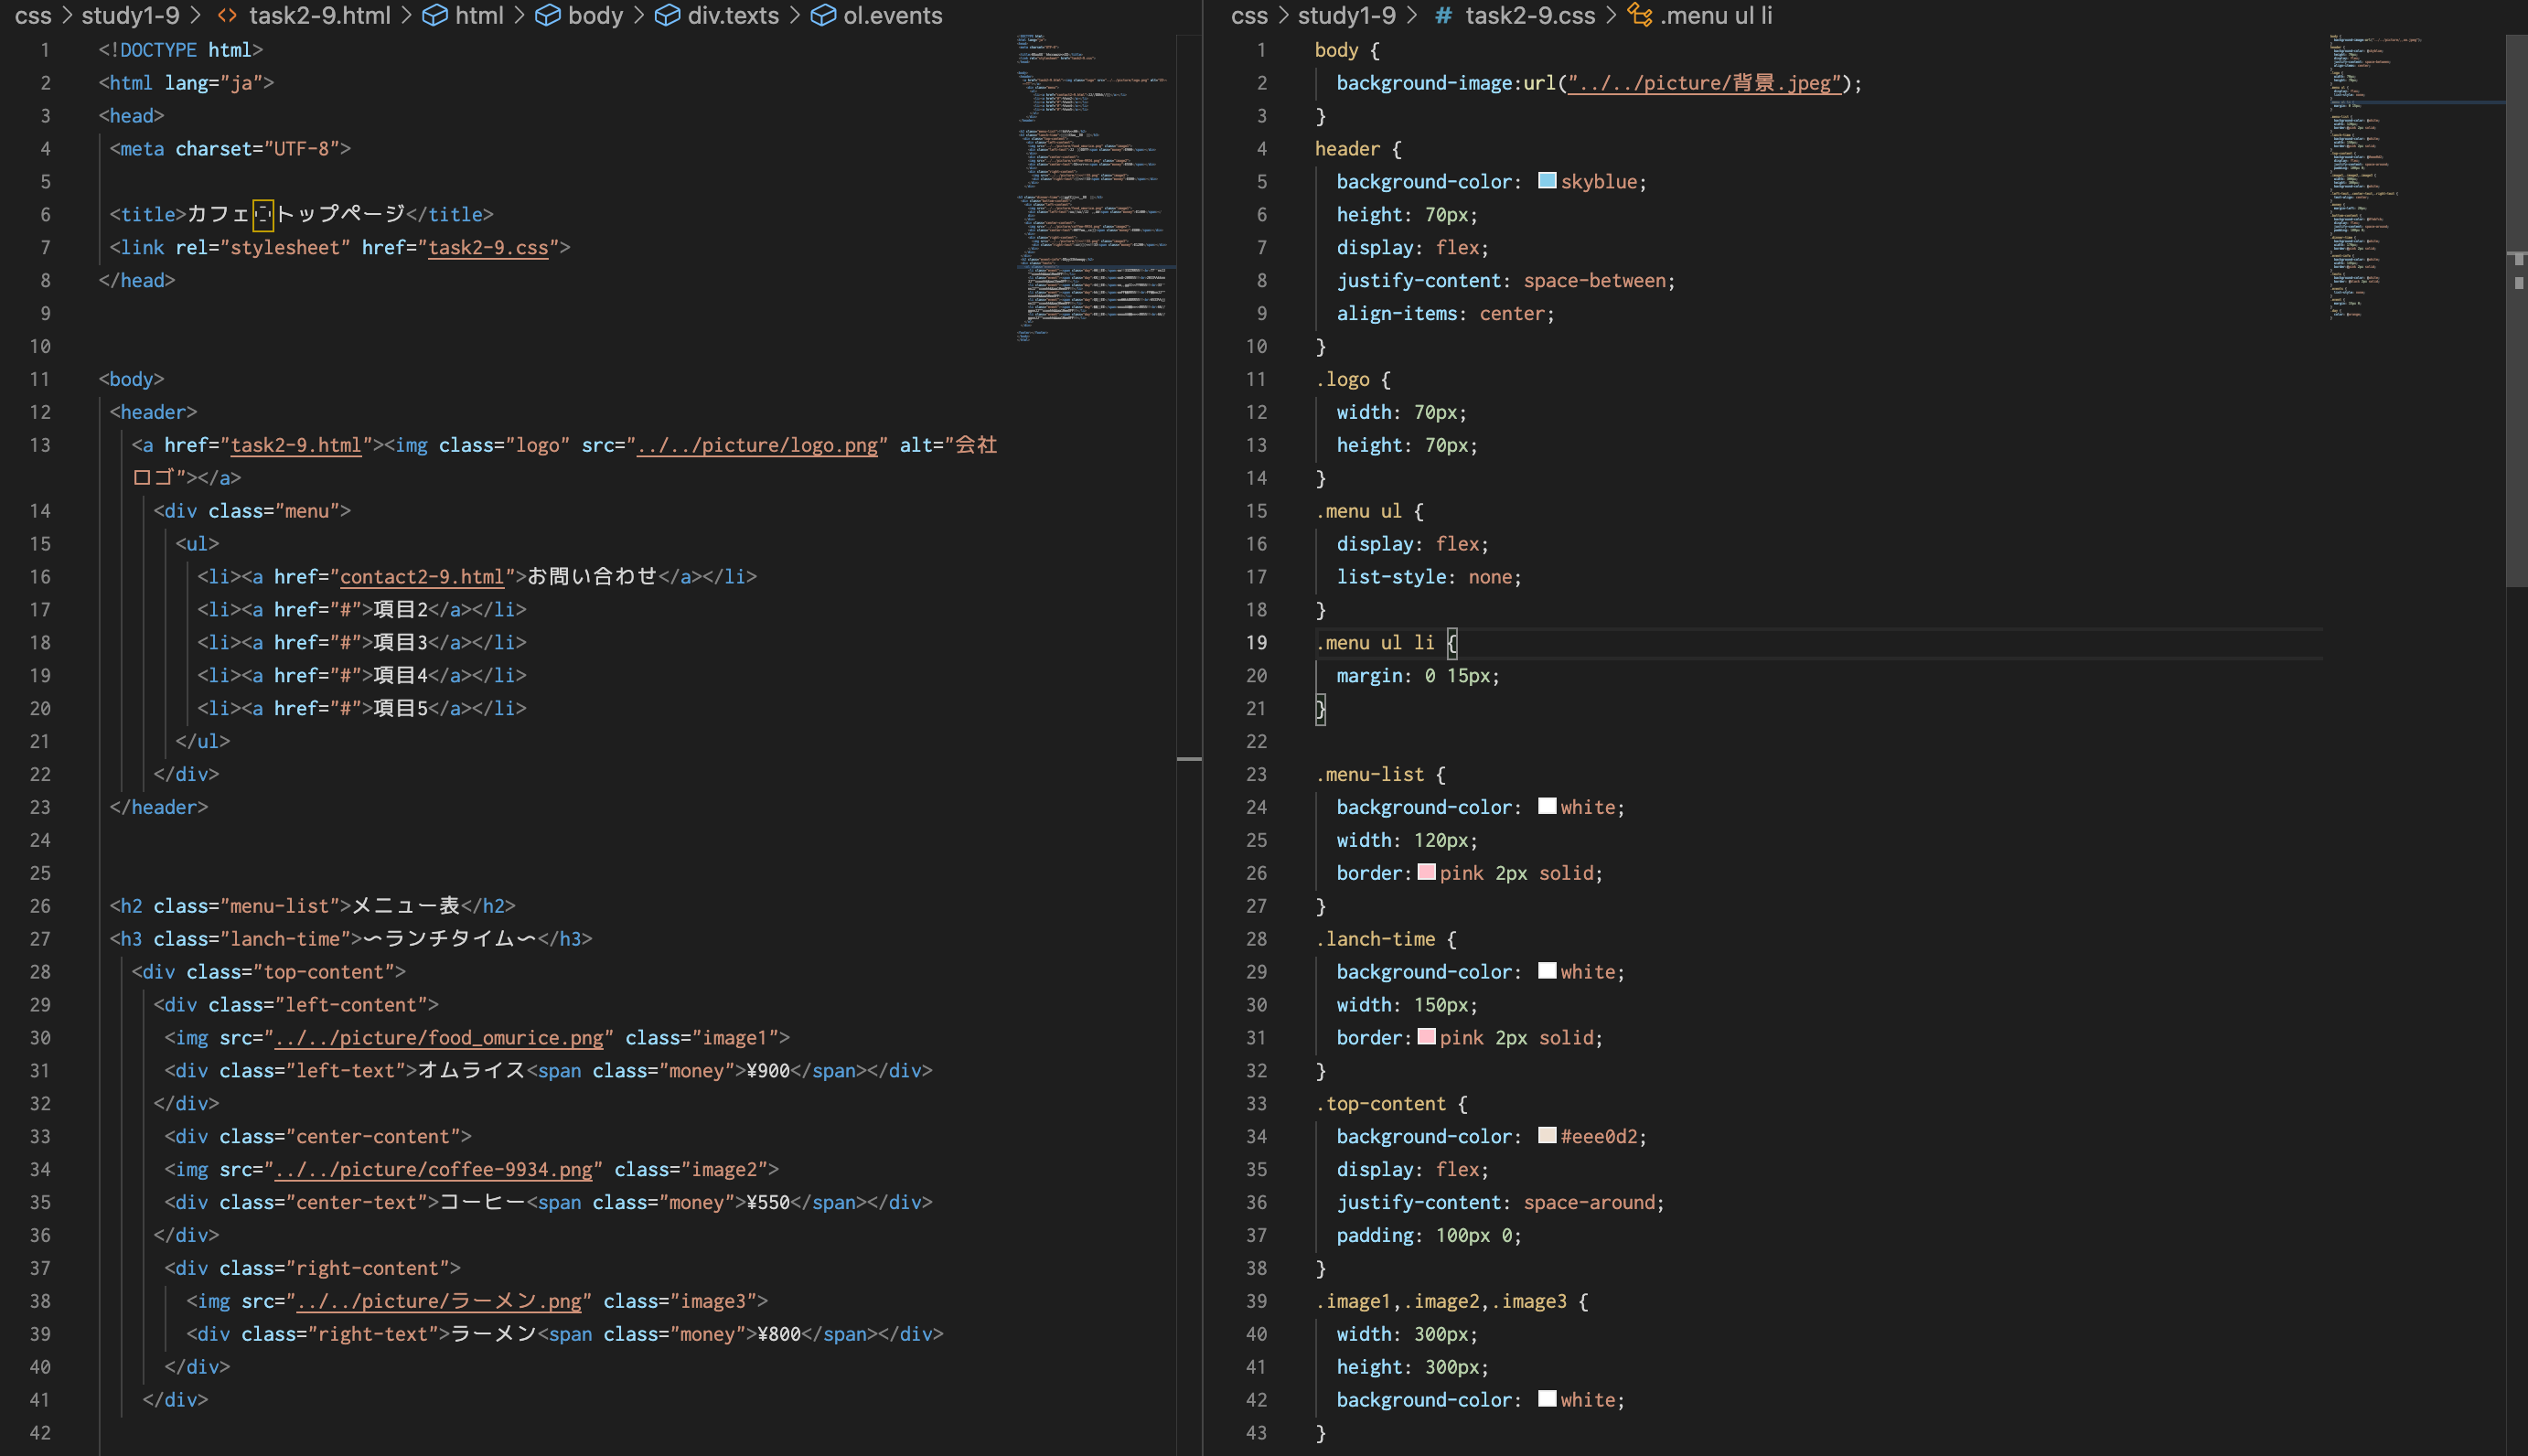 css > study1-9 > <> task2-9.html > html > body > div.texts > ol.events
1 <!DOCTYPE html>
2 <html lang="ja">
3 <head>
4 <meta charset="UTF-8">
5
6 <title>カフェ トップページ</title>
7 <link rel="stylesheet" href="task2-9.css">
8 </head>
9
10
11 <body>
12 <header>
13 <a href="task2-9.html"><img class="logo" src="../../picture/logo.png" alt="会社
ロゴ"></a>
14 <div class="menu">
15 <ul>
16 <li><a href="contact2-9.html">お問い合わせ</a></li>
17 <li><a href="#">項目2</a></li>
18 <li><a href="#">項目3</a></li>
19 <li><a href="#">項目4</a></li>
20 <li><a href="#">項目5</a></li>
21 </ul>
22 </div>
23 </header>
24
25
26 <h2 class="menu-list">メニュー表</h2>
27 <h3 class="lanch-time">〜ランチタイム〜</h3>
28 <div class="top-content">
29 <div class="left-content">
30 <img src="../../picture/food_omurice.png" class="image1">
31 <div class="left-text">オムライス<span class="money">¥900</span></div>
32 </div>
33 <div class="center-content">
34 <img src="../../picture/coffee-9934.png" class="image2">
35 <div class="center-text">コーヒー<span class="money">¥550</span></div>
36 </div>
37 <div class="right-content">
38 <img src="../../picture/ラーメン.png" class="image3">
39 <div class="right-text">ラーメン<span class="money">¥800</span></div>
40 </div>
41 </div>
42
css > study1-9 > # task2-9.css > .menu ul li
1 body {
2 background-image:url("../../picture/背景.jpeg");
3 }
4 header {
5 background-color: skyblue;
6 height: 70px;
7 display: flex;
8 justify-content: space-between;
9 align-items: center;
10 }
11 .logo {
12 width: 70px;
13 height: 70px;
14 }
15 .menu ul {
16 display: flex;
17 list-style: none;
18 }
19 .menu ul li {
20 margin: 0 15px;
21 }
22
23 .menu-list {
24 background-color: white;
25 width: 120px;
26 border: pink 2px solid;
27 }
28 .lanch-time {
29 background-color: white;
30 width: 150px;
31 border: pink 2px solid;
32 }
33 .top-content {
34 background-color: #eee0d2;
35 display: flex;
36 justify-content: space-around;
37 padding: 100px 0;
38 }
39 .image1,.image2,.image3 {
40 width: 300px;
41 height: 300px;
42 background-color: white;
43 }